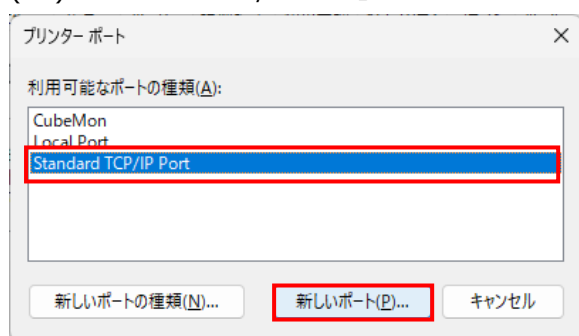 プリンター ポート
利用可能なポートの種類(A):
CubeMon
Local Port
Standard TCP/IP Port
新しいポートの種類(N)... 新しいポート(P)... キャンセル